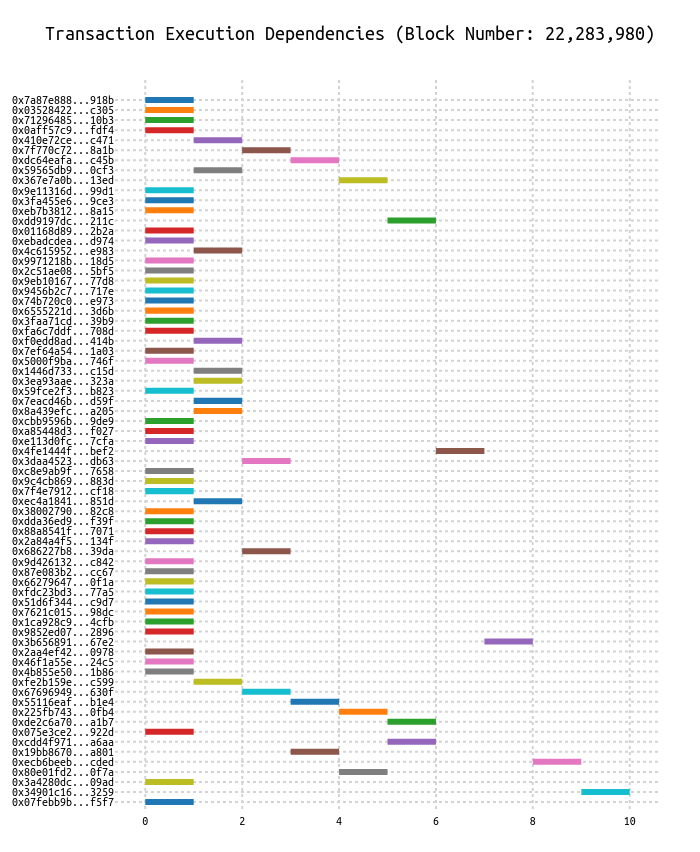 Transaction Execution Dependencies (Block Number: 22,283,980)
0x7a87e888...918b
0x03528422...c305
0x71296485...10b3
0x0aff57c9...fdf4
0x410e72ce...c471
0x7f770c72...8a1b
0xdc64eafa...c45b
0x59565db9...0cf3
0x367e7a0b...13ed
0x9e11316d...99d1
0x3fa455e6...9ce3
0xeb7b3812...8a15
0xdd9197dc...211c
0x01168d89...2b2a
0xebadcdea...d974
0x4c615952...e983
0x9971218b...18d5
0x2c51ae08...5bf5
0x9eb10167...77d8
0x9456b2c7...717e
0x74b720c0...e973
0x6555221d...3d6b
0x3faa71cd...39b9
0xfa6c7ddf...708d
0xf0edd8ad...414b
0x7ef64a54...1a03
0x5000f9ba...746f
0x1446d733...c15d
0x3ea93aae...323a
0x59fce2f3...b823
0x7eacd46b...d59f
0x8a439efc...a205
0xcbb9596b...9de9
0xa85448d3...f027
0xe113d0fc...7cfa
0x4fe1444f...bef2
0x3daa4523...db63
0xc8e9ab9f...7658
0x9c4cb869...883d
0x7f4e7912...cf18
0xec4a1841...851d
0x38002790...82c8
0xdda36ed9...f39f
0x88a8541f...7071
0x2a84a4f5...134f
0x686227b8...39da
0x9d426132...c842
0x87e083b2...cc67
0x66279647...0f1a
0xfdc23bd3...77a5
0x51d6f344...c9d7
0x7621c015...98dc
0x1ca928c9...4cfb
0x9852ed07...2896
0x3b656891...67e2
0x2aa4ef42...0978
0x46f1a55e...24c5
0x4b855e50...1b86
0xfe2b159e...c599
0x67696949...630f
0x55116eaf...b1e4
0x225fb743...0fb4
0xde2c6a70...a1b7
0x075e3ce2...922d
0xcdd4f971...a6aa
0x19bb8670...a801
0xecb6beeb...cded
0x80e01fd2...0f7a
0x3a4280dc...09ad
0x34901c16...3259
0x07febb9b...f5f7
0 2 4 6 8 10